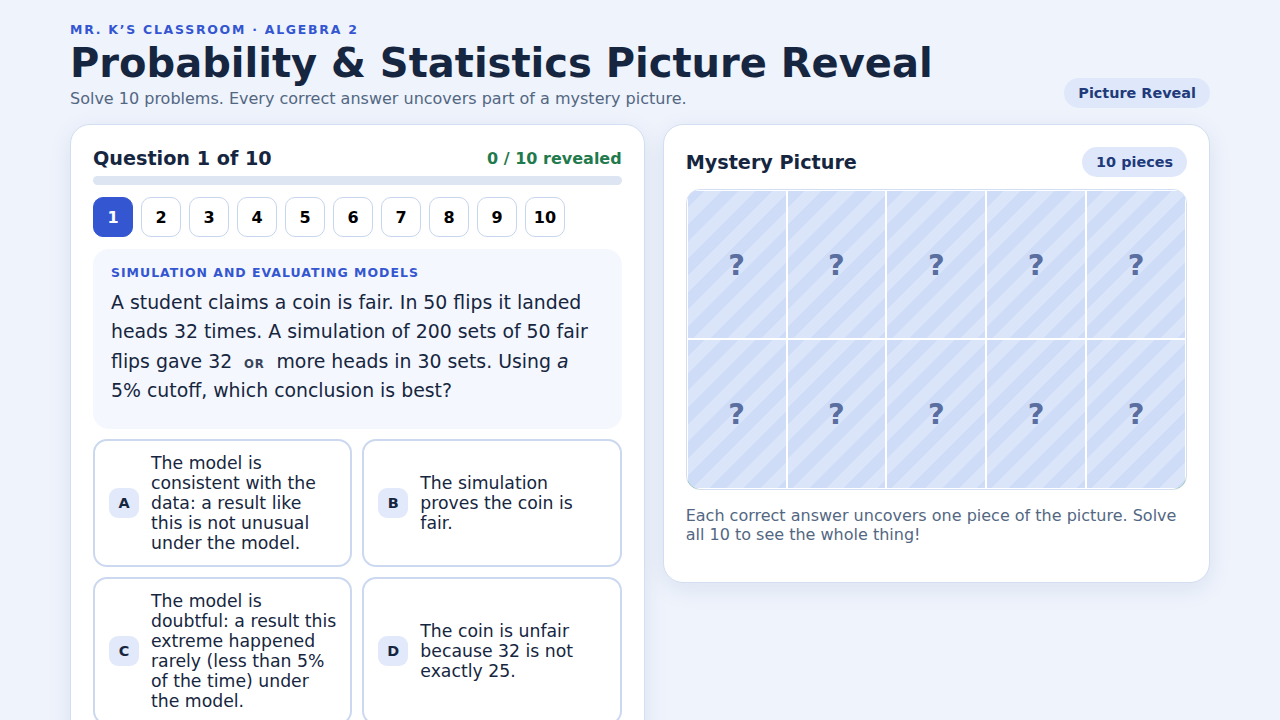 MR. K’S CLASSROOM · ALGEBRA 2
Probability & Statistics Picture Reveal
Solve 10 problems. Every correct answer uncovers part of a mystery picture.
Picture Reveal
Question 1 of 10
0 / 10 revealed
1 2 3 4 5 6 7 8 9 10
SIMULATION AND EVALUATING MODELS
A student claims a coin is fair. In 50 flips it landed
heads 32 times. A simulation of 200 sets of 50 fair
flips gave 32 OR more heads in 30 sets. Using a
5% cutoff, which conclusion is best?
A
The model is
consistent with the
data: a result like
this is not unusual
under the model.
B
The simulation
proves the coin is
fair.
C
The model is
doubtful: a result this
extreme happened
rarely (less than 5%
of the time) under
the model.
D
The coin is unfair
because 32 is not
exactly 25.
Mystery Picture
10 pieces
? ? ? ? ?
? ? ? ? ?
Each correct answer uncovers one piece of the picture. Solve
all 10 to see the whole thing!